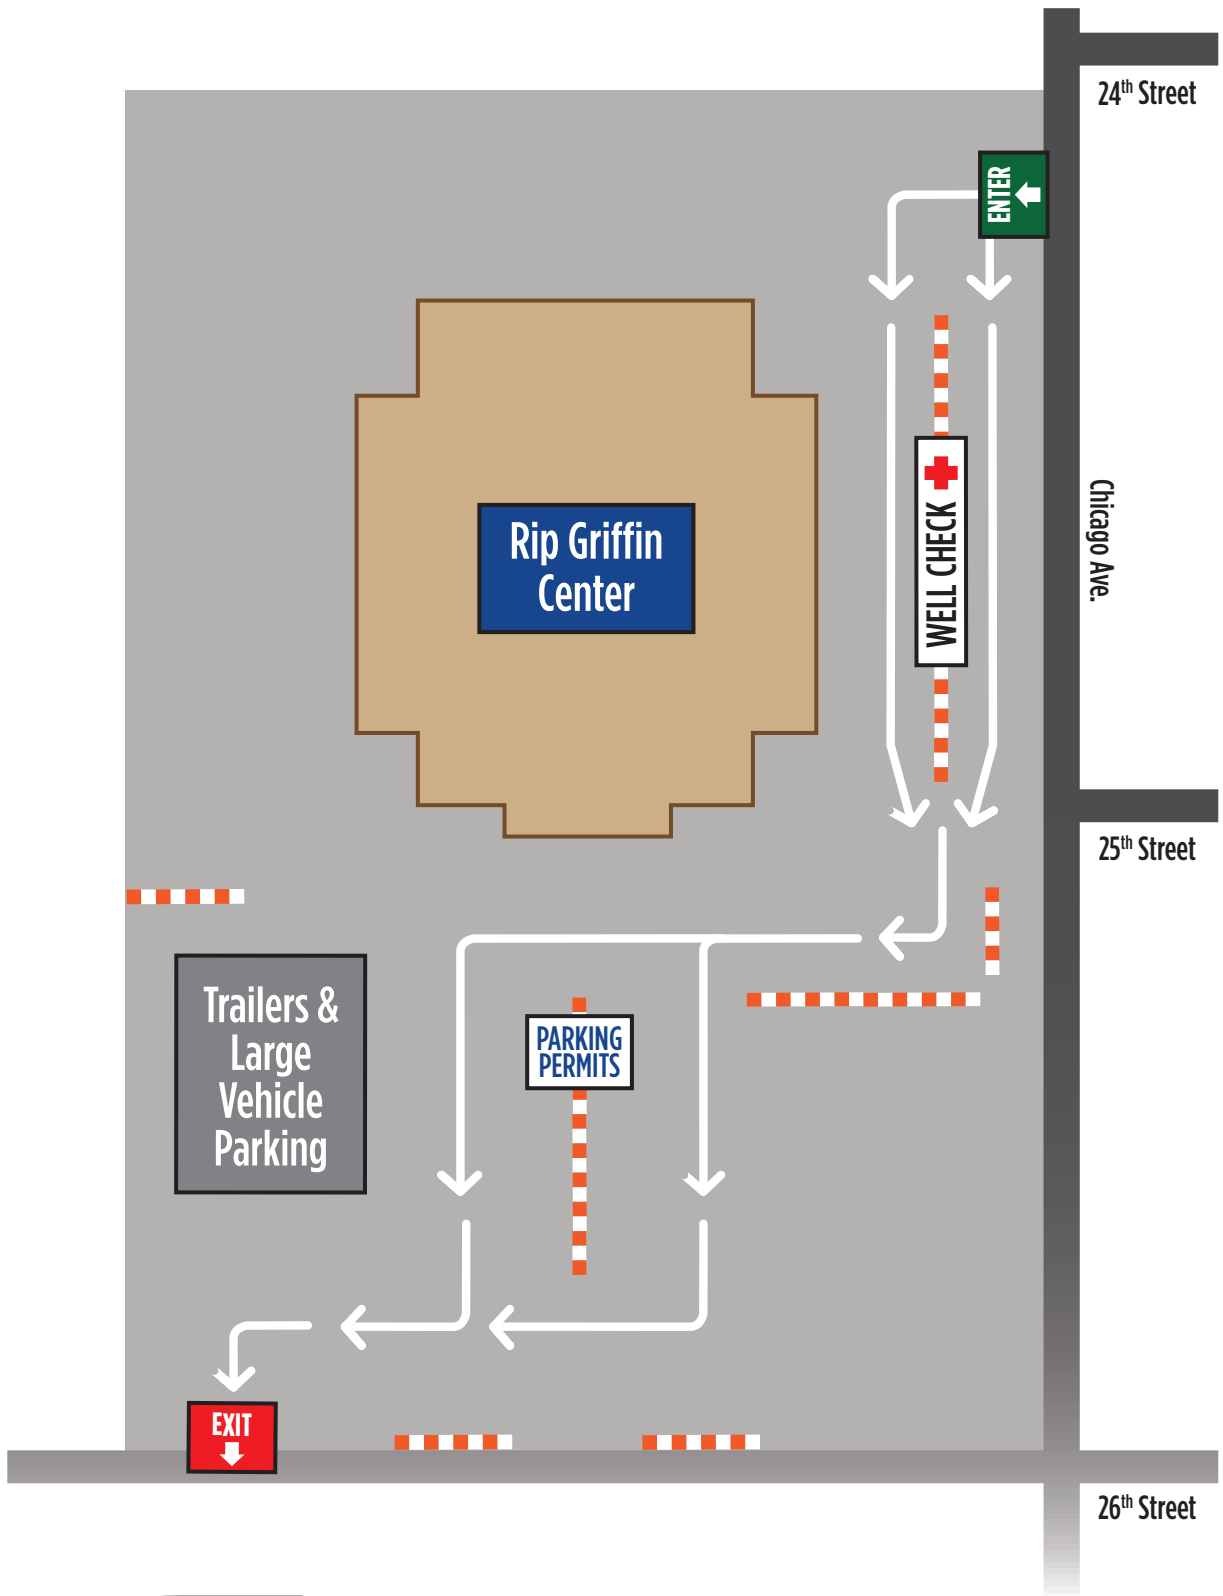 24th Street
ENTER
Rip Griffin
Center
WELL CHECK
Chicago Ave.
25th Street
Trailers &
Large
Vehicle
Parking
PARKING
PERMITS
EXIT
26th Street